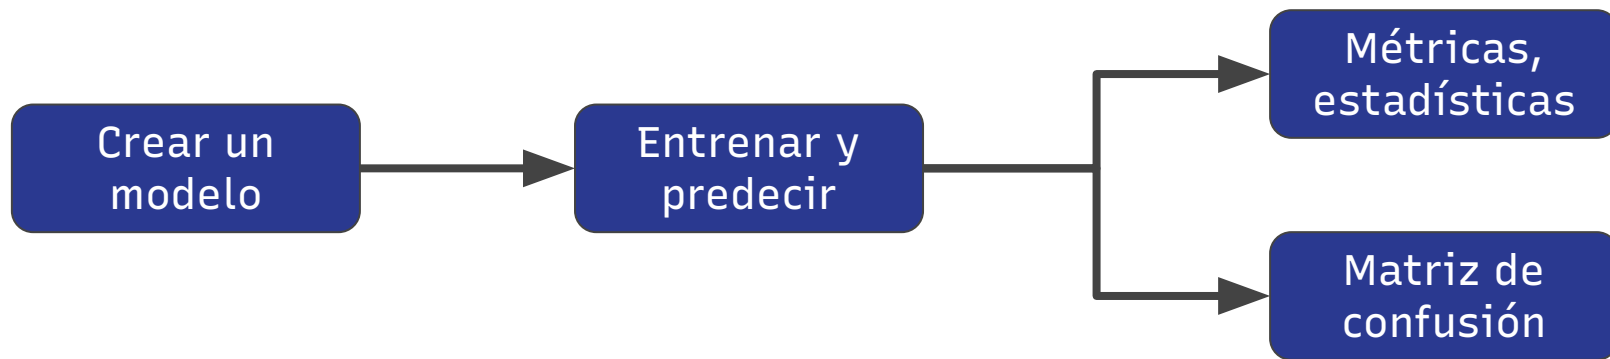 Crear un
modelo
Entrenar y
predecir
Métricas,
estadísticas
Matriz de
confusión